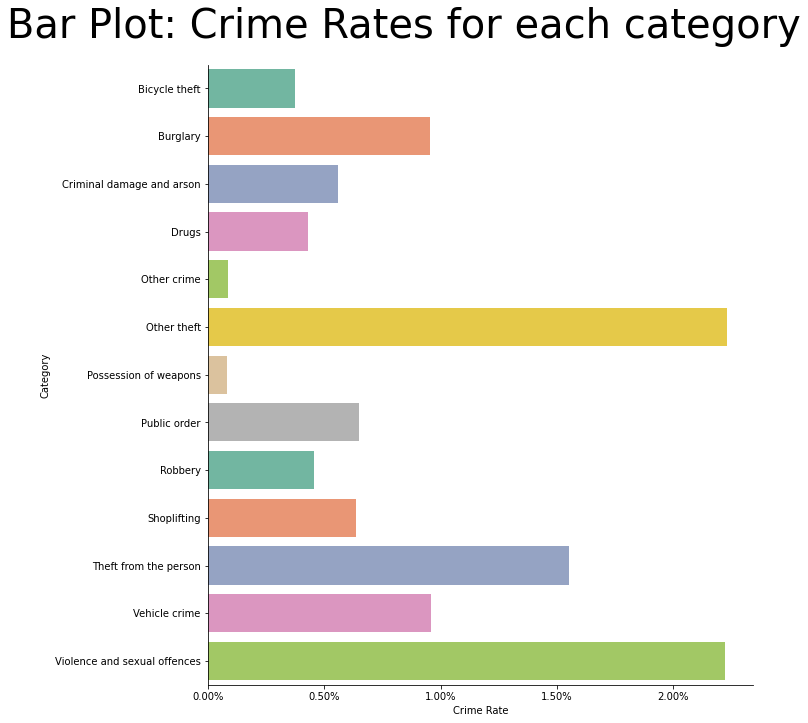 Bar Plot: Crime Rates for each category
Bicycle theft
Burglary
Criminal damage and arson
Drugs
Other crime
Other theft
Possession of weapons
Public order
Robbery
Shoplifting
Theft from the person
Vehicle crime
Violence and sexual offences
Category
0.00% 0.50% 1.00% 1.50% 2.00%
Crime Rate